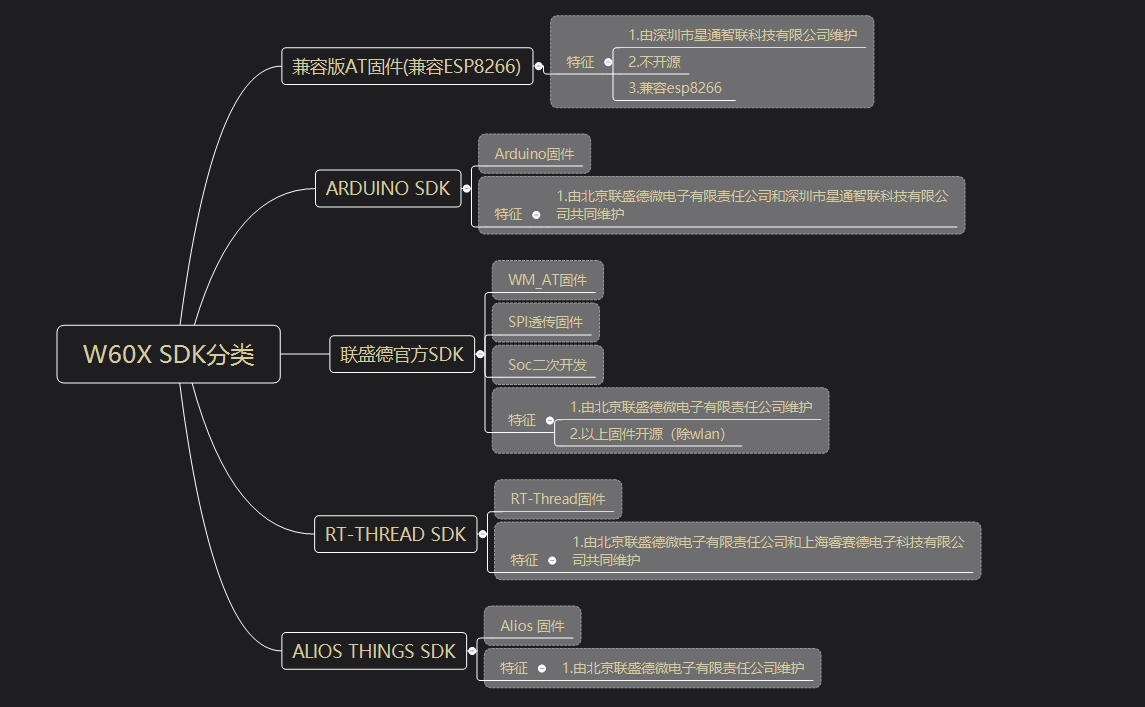 W60X SDK分类
兼容版AT固件(兼容ESP8266)
特征
1.由深圳市星通智联科技有限公司维护
2.不开源
3.兼容esp8266
ARDUINO SDK
Arduino固件
特征
1.由北京联盛德微电子有限责任公司和深圳市星通智联科技有限公
司共同维护
联盛德官方SDK
WM_AT固件
SPI透传固件
Soc二次开发
特征
1.由北京联盛德微电子有限责任公司维护
2.以上固件开源（除wlan）
RT-THREAD SDK
RT-Thread固件
特征
1.由北京联盛德微电子有限责任公司和上海睿赛德电子科技有限公
司共同维护
ALIOS THINGS SDK
Alios 固件
特征
1.由北京联盛德微电子有限责任公司维护